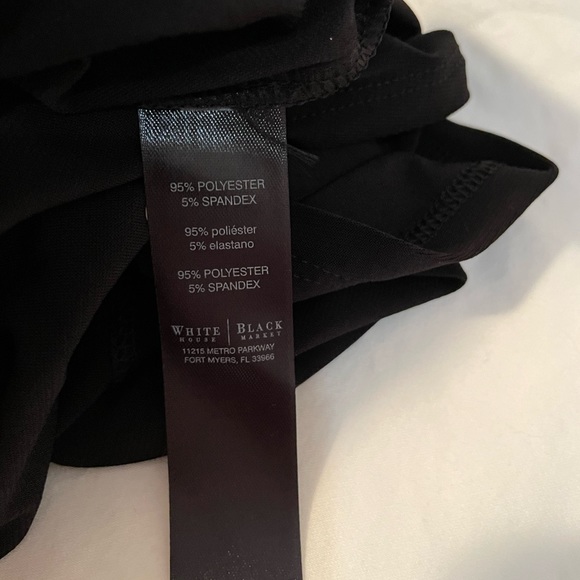 95% POLYESTER
5% SPANDEX
95% poliéster
5% elastano
95% POLYESTER
5% SPANDEX
WHITE HOUSE | BLACK MARKET
11215 METRO PARKWAY
FORT MYERS, FL 33966